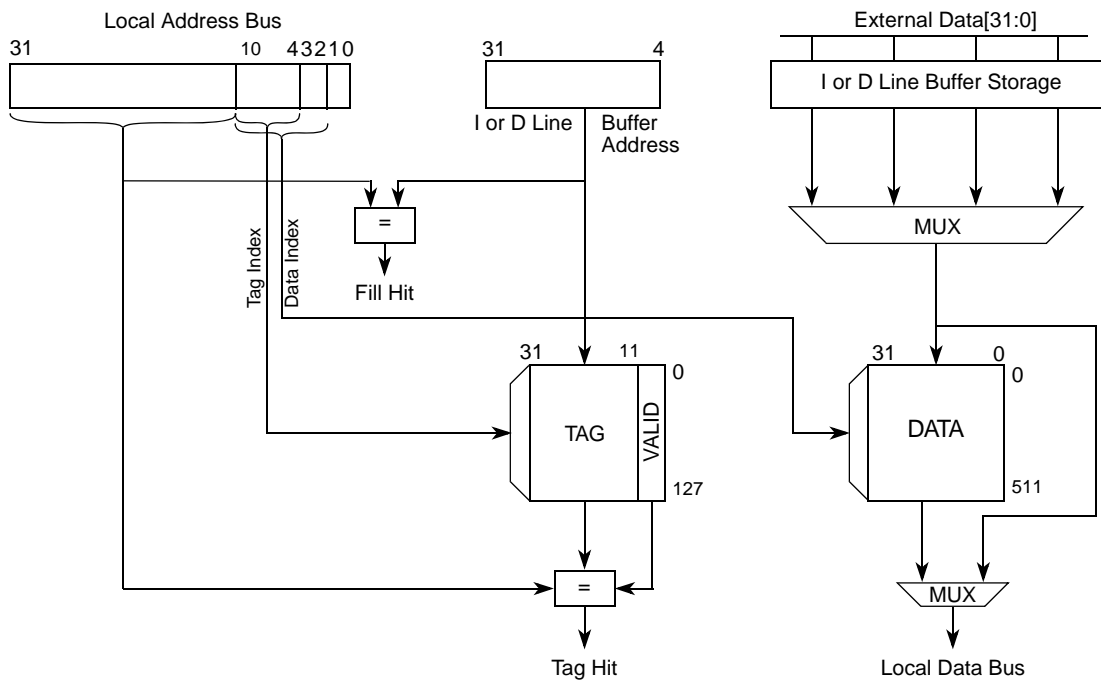 Local Address Bus
31 10 4 3 2 1 0
31 4
I or D Line Buffer
Address
External Data[31:0]
I or D Line Buffer Storage
MUX
=
Fill Hit
Tag Index
Data Index
31 11
0
TAG
VALID
127
31 0
0
DATA
511
=
Tag Hit
MUX
Local Data Bus